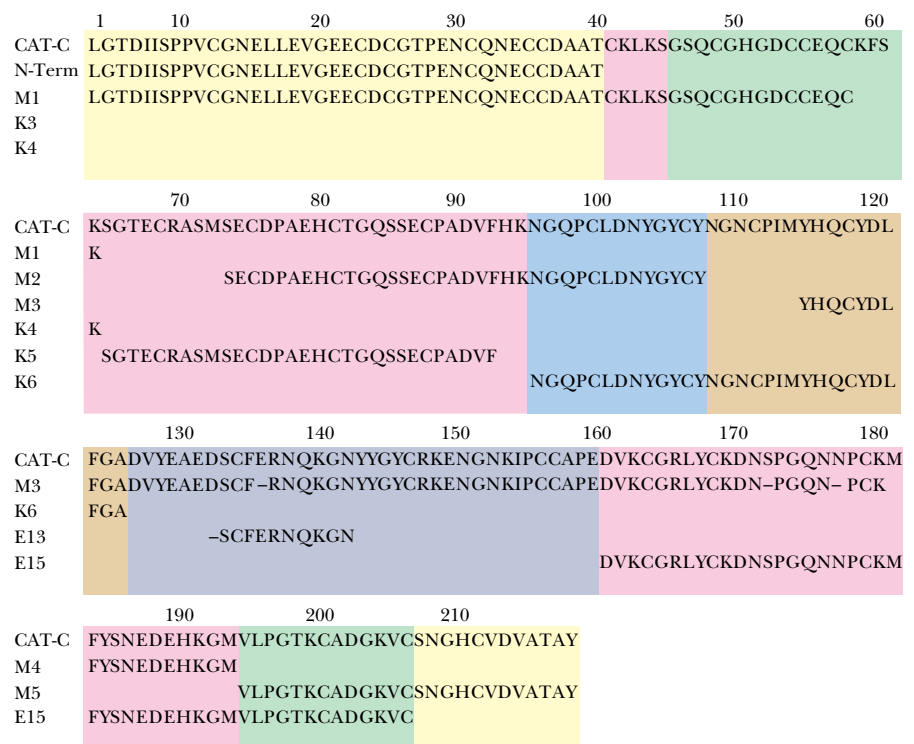 1 10 20 30 40 50 60
CAT-C LGTDIISPPVCGNELLEVGEECDCGTPENCQNECCDAATCKLKSGSQCGHGDCCEQCKFS
N-Term LGTDIISPPVCGNELLEVGEECDCGTPENCQNECCDAAT
M1 LGTDIISPPVCGNELLEVGEECDCGTPENCQNECCDAATCKLKSGSQCGHGDCCEQC
K3
K4
70 80 90 100 110 120
CAT-C KSGTECRASMSECDPAEHCTGQSSECPADVFHKNGQPCLDNYGYCYNGNCPIMYHQCYDL
M1 K
M2 SECDPAEHCTGQSSECPADVFHKNGQPCLDNYGYCY
M3 YHQCYDL
K4 K
K5 SGTECRASMSECDPAEHCTGQSSECPADVF
K6 NGQPCLDNYGYCYNGNCPIMYHQCYDL
130 140 150 160 170 180
CAT-C FGADVYEAEDSCFERNQKGNYYGYCRKENGNKIPCCAPEDVKCGRLYCKDNSPGQNNPCKM
M3 FGADVYEAEDSCF–RNQKGNYYGYCRKENGNKIPCCAPEDVKCGRLYCKDN–PGQN– PCK
K6 FGA
E13 –SCFERNQKGN
E15 DVKCGRLYCKDNSPGQNNPCKM
190 200 210
CAT-C FYSNEDEHKGMVLPGTKCADGKVCSNGHCVDVATAY
M4 FYSNEDEHKGM
M5 VLPGTKCADGKVCSNGHCVDVATAY
E15 FYSNEDEHKGMVLPGTKCADGKVC